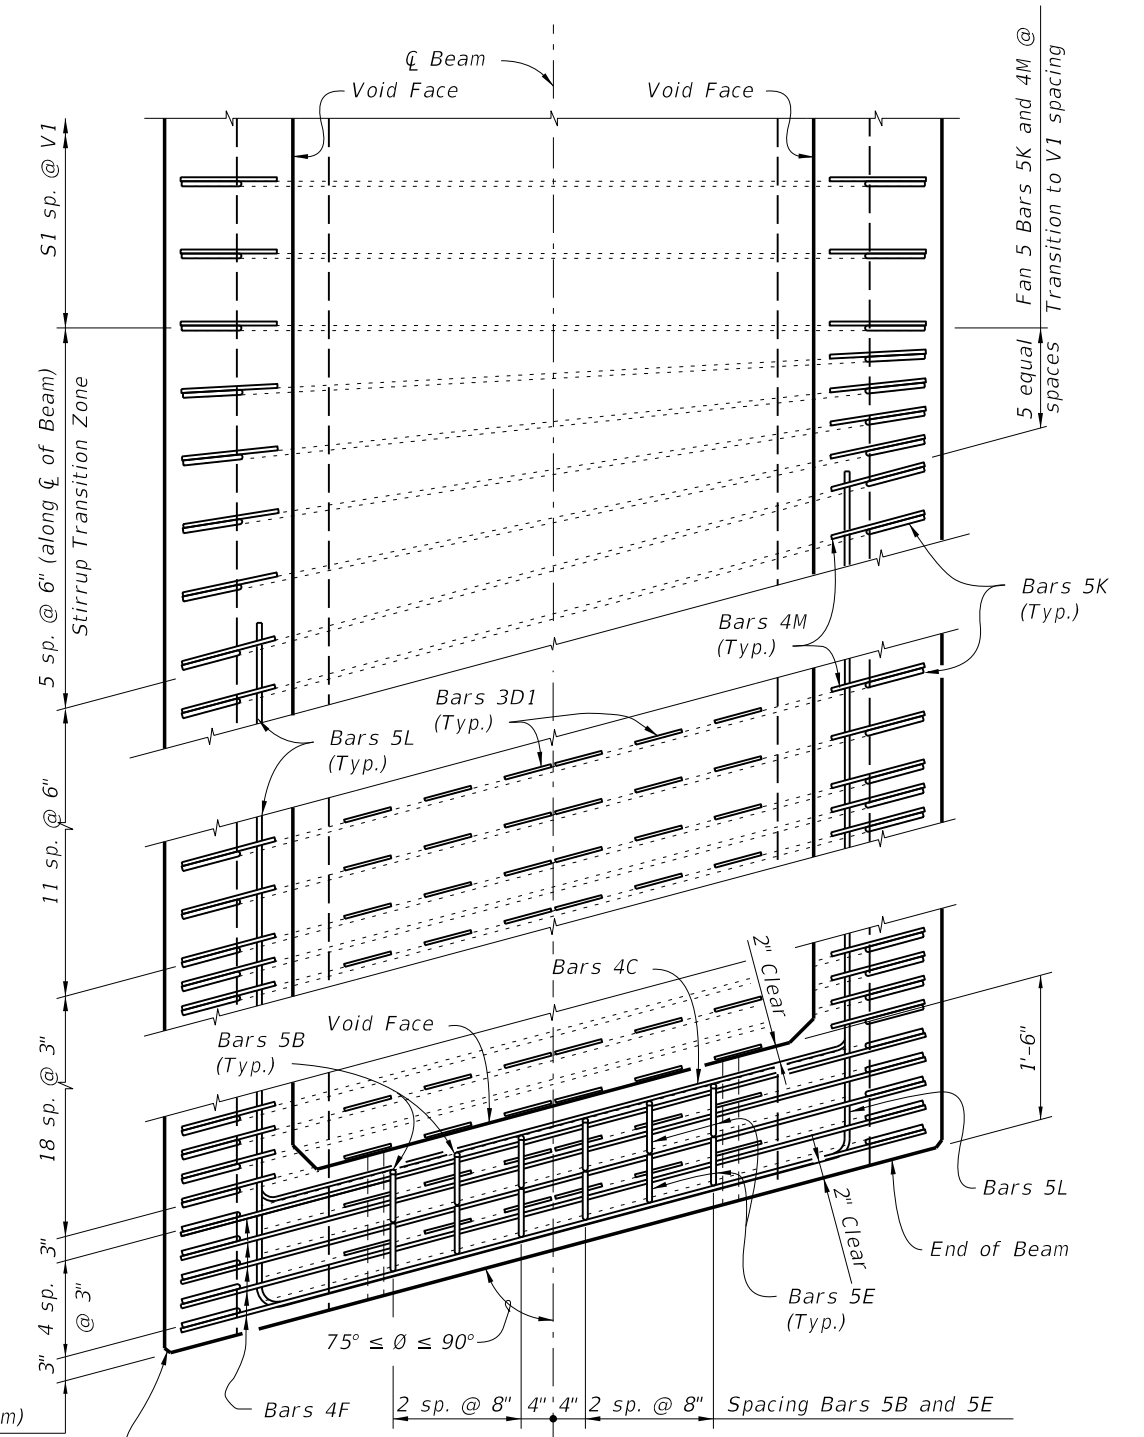 ℄ Beam
Void Face
Void Face
S1 sp. @ V1
Fan 5 Bars 5K and 4M @
Transition to V1 spacing
5 equal
spaces
5 sp. @ 6" (along ℄ of Beam)
Stirrup Transition Zone
Bars 5K
(Typ.)
Bars 4M
(Typ.)
Bars 3D1
(Typ.)
Bars 5L
(Typ.)
11 sp. @ 6"
2" Clear
Bars 4C
Void Face
Bars 5B
(Typ.)
1'-6"
18 sp. @ 3"
Bars 5L
2" Clear
End of Beam
3"
4 sp.
@ 3"
Bars 5E
(Typ.)
75° ≤ Ø ≤ 90°
3"
Bars 4F
2 sp. @ 8"
4"
4"
2 sp. @ 8"
Spacing Bars 5B and 5E
m)